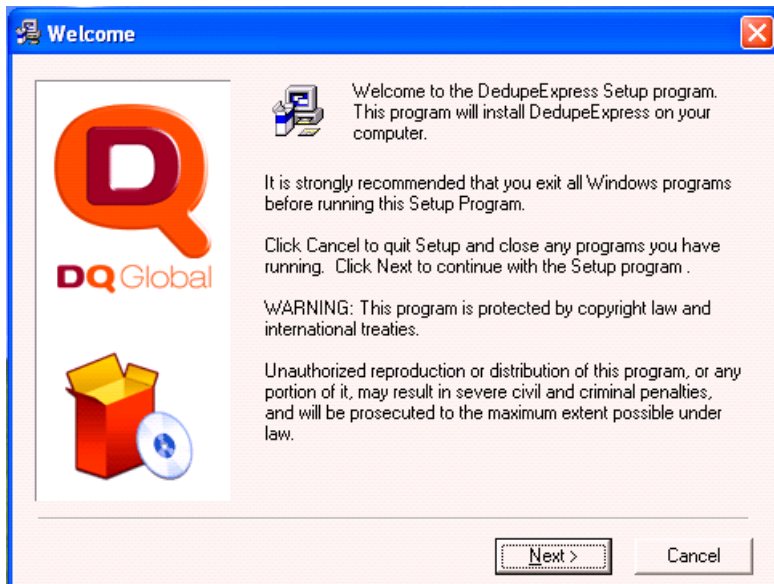 Welcome
Welcome to the DedupeExpress Setup program.
This program will install DedupeExpress on your
computer.
It is strongly recommended that you exit all Windows programs
before running this Setup Program.
Click Cancel to quit Setup and close any programs you have
running.  Click Next to continue with the Setup program .
WARNING: This program is protected by copyright law and
international treaties.
Unauthorized reproduction or distribution of this program, or any
portion of it, may result in severe civil and criminal penalties,
and will be prosecuted to the maximum extent possible under
law.
DQ Global
Next >
Cancel